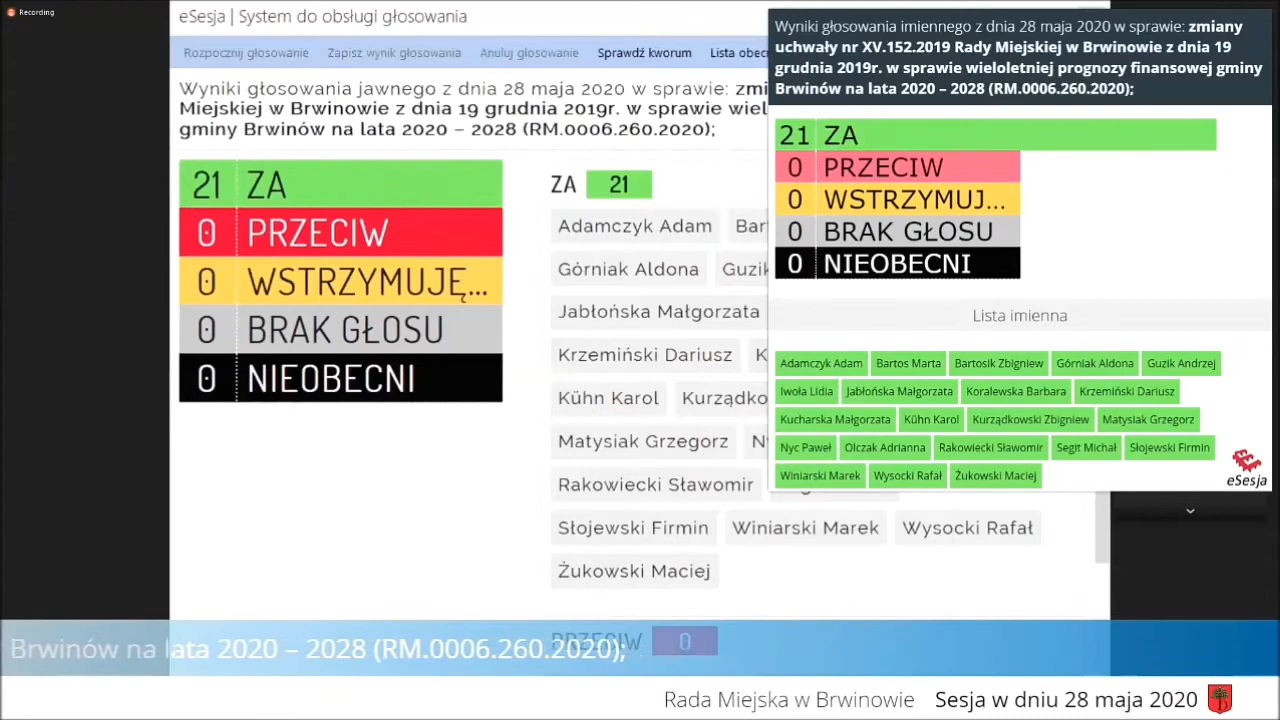 Recording
eSesja | System do obsługi głosowania
Rozpocznij głosowanie Zapisz wynik głosowania Anuluj głosowanie Sprawdź kworum Lista obec
Wyniki głosowania jawnego z dnia 28 maja 2020 w sprawie: zmi
Miejskiej w Brwinowie z dnia 19 grudnia 2019r. w sprawie wiel
gminy Brwinów na lata 2020 – 2028 (RM.0006.260.2020);
21 ZA
0 PRZECIW
0 WSTRZYMUJĘ...
0 BRAK GŁOSU
0 NIEOBECNI
ZA 21
Adamczyk Adam Bart
Górniak Aldona Guzik
Jabłońska Małgorzata
Krzemiński Dariusz K
Kühn Karol Kurządko
Matysiak Grzegorz Ny
Rakowiecki Sławomir
Słojewski Firmin Winiarski Marek Wysocki Rafał
Żukowski Maciej
PRZECIW 0
Wyniki głosowania imiennego z dnia 28 maja 2020 w sprawie: zmiany
uchwały nr XV.152.2019 Rady Miejskiej w Brwinowie z dnia 19
grudnia 2019r. w sprawie wieloletniej prognozy finansowej gminy
Brwinów na lata 2020 – 2028 (RM.0006.260.2020);
21 ZA
0 PRZECIW
0 WSTRZYMUJ...
0 BRAK GŁOSU
0 NIEOBECNI
Lista imienna
Adamczyk Adam Bartos Marta Bartosik Zbigniew Górniak Aldona Guzik Andrzej
Iwoła Lidia Jabłońska Małgorzata Koralewska Barbara Krzemiński Dariusz
Kucharska Małgorzata Kühn Karol Kurządkowski Zbigniew Matysiak Grzegorz
Nyc Paweł Olczak Adrianna Rakowiecki Sławomir Segit Michał Słojewski Firmin
Winiarski Marek Wysocki Rafał Żukowski Maciej
eSesja
Brwinów na lata 2020 – 2028 (RM.0006.260.2020);
Rada Miejska w Brwinowie Sesja w dniu 28 maja 2020